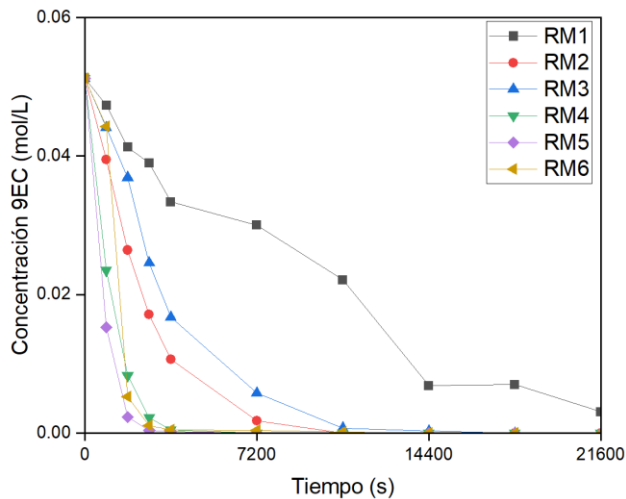 0.06
0.04
0.02
0.00
Concentración 9EC (mol/L)
RM1
RM2
RM3
RM4
RM5
RM6
0 7200 14400 21600
Tiempo (s)